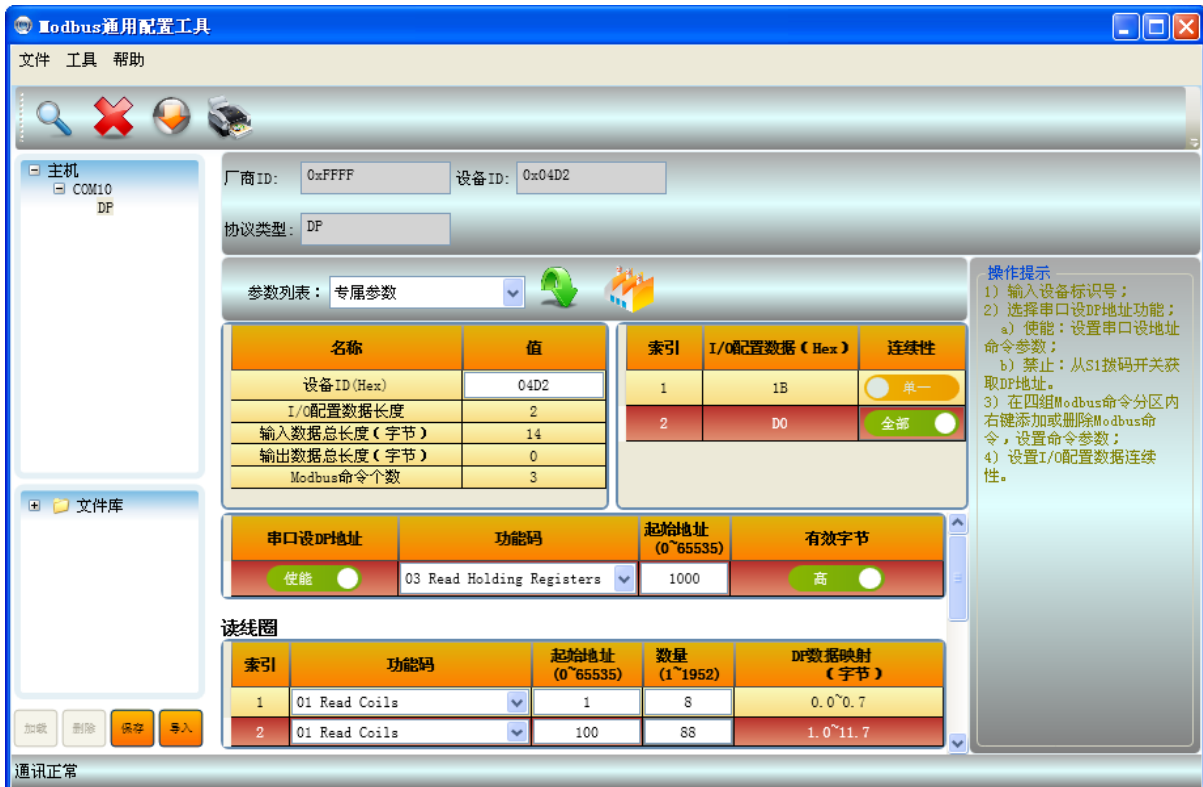 Modbus通用配置工具
文件 工具 帮助
主机
COM10
DP
厂商ID: 0xFFFF 设备ID: 0x04D2
协议类型: DP
参数列表： 专属参数
名称 值
设备ID(Hex) 04D2
I/O配置数据长度 2
输入数据总长度（字节） 14
输出数据总长度（字节） 0
Modbus命令个数 3
索引 I/O配置数据（Hex） 连续性
1 1B 单一
2 D0 全部
操作提示
1) 输入设备标识号；
2) 选择串口设DP地址功能；
a) 使能：设置串口设地址
命令参数；
b) 禁止：从S1拨码开关获
取DP地址。
3) 在四组Modbus命令分区内
右键添加或删除Modbus命
令，设置命令参数；
4) 设置I/O配置数据连续
性。
文件库
串口设DP地址 功能码 起始地址 (0~65535) 有效字节
使能 03 Read Holding Registers 1000 高
读线圈
索引 功能码 起始地址 (0~65535) 数量 (1~1952) DP数据映射 （字节）
1 01 Read Coils 1 8 0.0~0.7
2 01 Read Coils 100 88 1.0~11.7
加载 删除 保存 导入
通讯正常